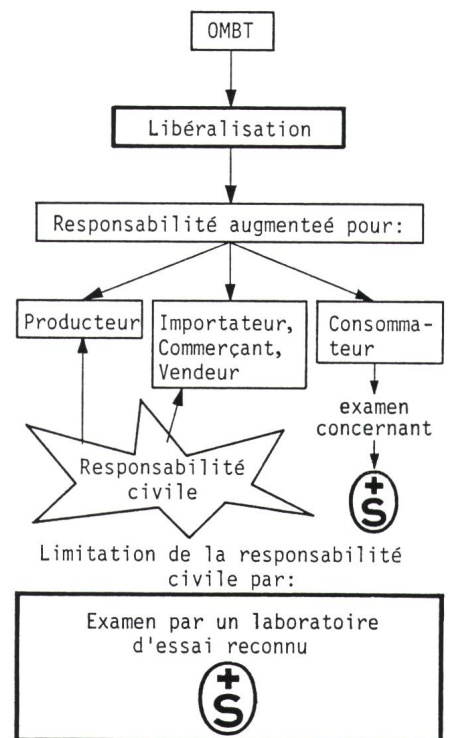 OMBT
Libéralisation
Responsabilité augmenteé pour:
Producteur
Importateur,
Commerçant,
Vendeur
Consomma-
teur
examen
concernant
+
S
Responsabilité
civile
Limitation de la responsabilité
civile par:
Examen par un laboratoire
d'essai reconnu
+
S